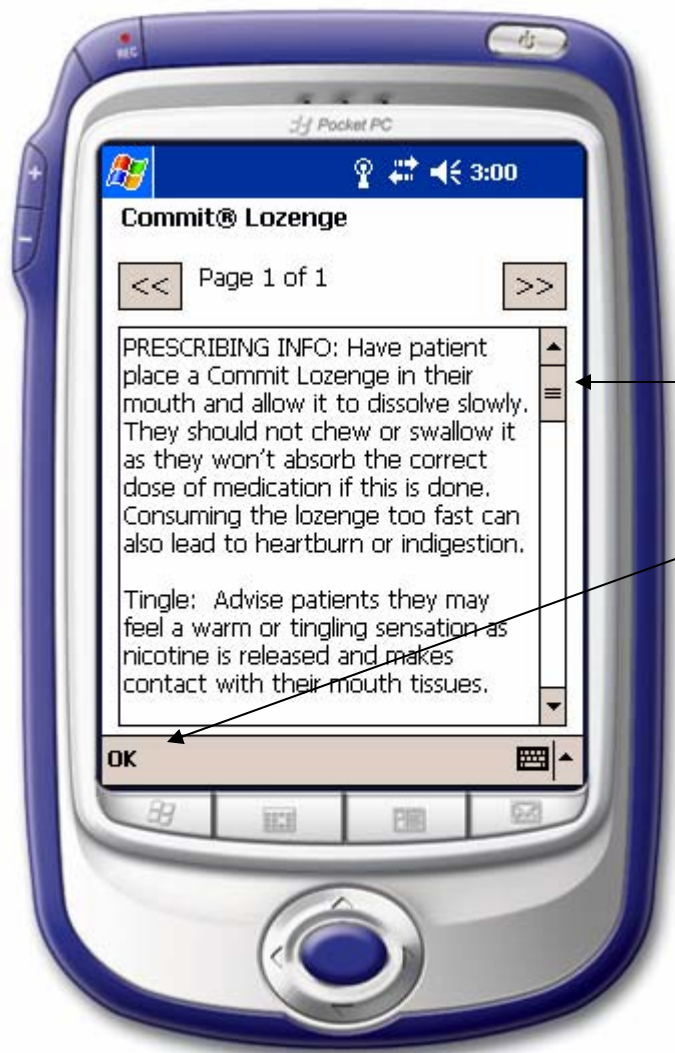 REC
Pocket PC
3:00
Commit® Lozenge
<< Page 1 of 1 >>
PRESCRIBING INFO: Have patient
place a Commit Lozenge in their
mouth and allow it to dissolve slowly.
They should not chew or swallow it
as they won't absorb the correct
dose of medication if this is done.
Consuming the lozenge too fast can
also lead to heartburn or indigestion.
Tingle: Advise patients they may
feel a warm or tingling sensation as
nicotine is released and makes
contact with their mouth tissues.
OK